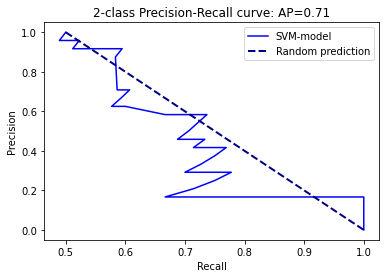 2-class Precision-Recall curve: AP=0.71
SVM-model
Random prediction
Precision
1.0
0.8
0.6
0.4
0.2
0.0
0.5
0.6
0.7
0.8
0.9
1.0
Recall